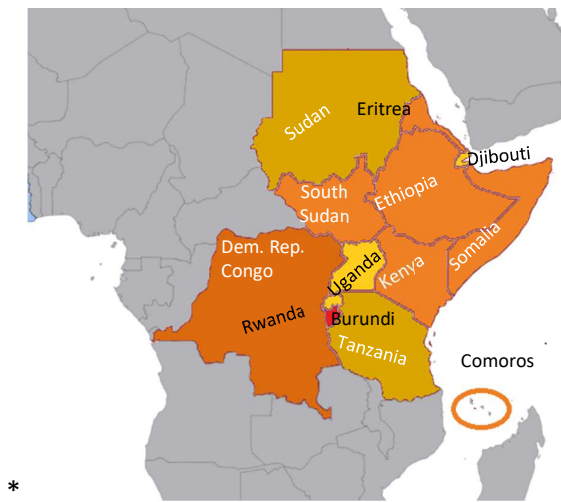 Sudan
Eritrea
Djibouti
South
Sudan
Ethiopia
Somalia
Dem. Rep.
Congo
Uganda
Kenya
Rwanda
Burundi
Tanzania
Comoros
*